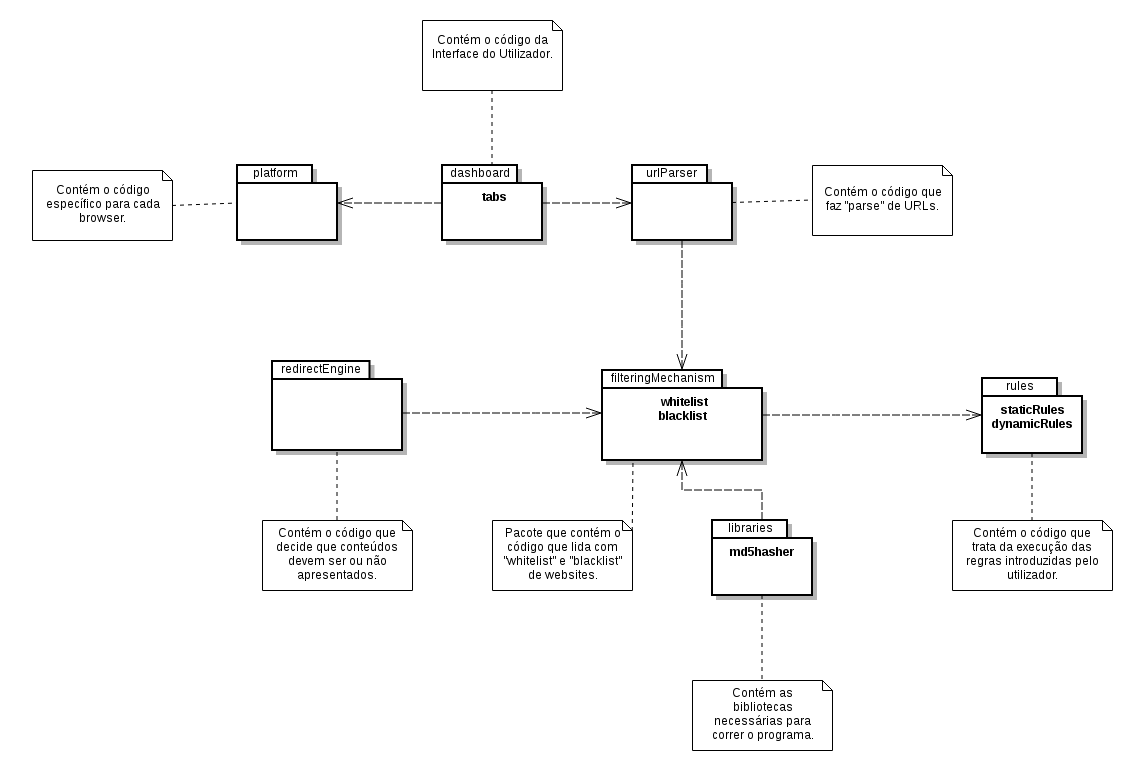 Contém o código da
Interface do Utilizador.
platform
dashboard
tabs
urlParser
Contém o código
específico para cada
browser.
Contém o código que
faz "parse" de URLs.
redirectEngine
filteringMechanism
whitelist
blacklist
rules
staticRules
dynamicRules
Contém o código que
decide que conteúdos
devem ser ou não
apresentados.
Pacote que contém o
código que lida com
"whitelist" e "blacklist"
de websites.
libraries
md5hasher
Contém o código que
trata da execução das
regras introduzidas pelo
utilizador.
Contém as
bibliotecas
necessárias para
correr o programa.